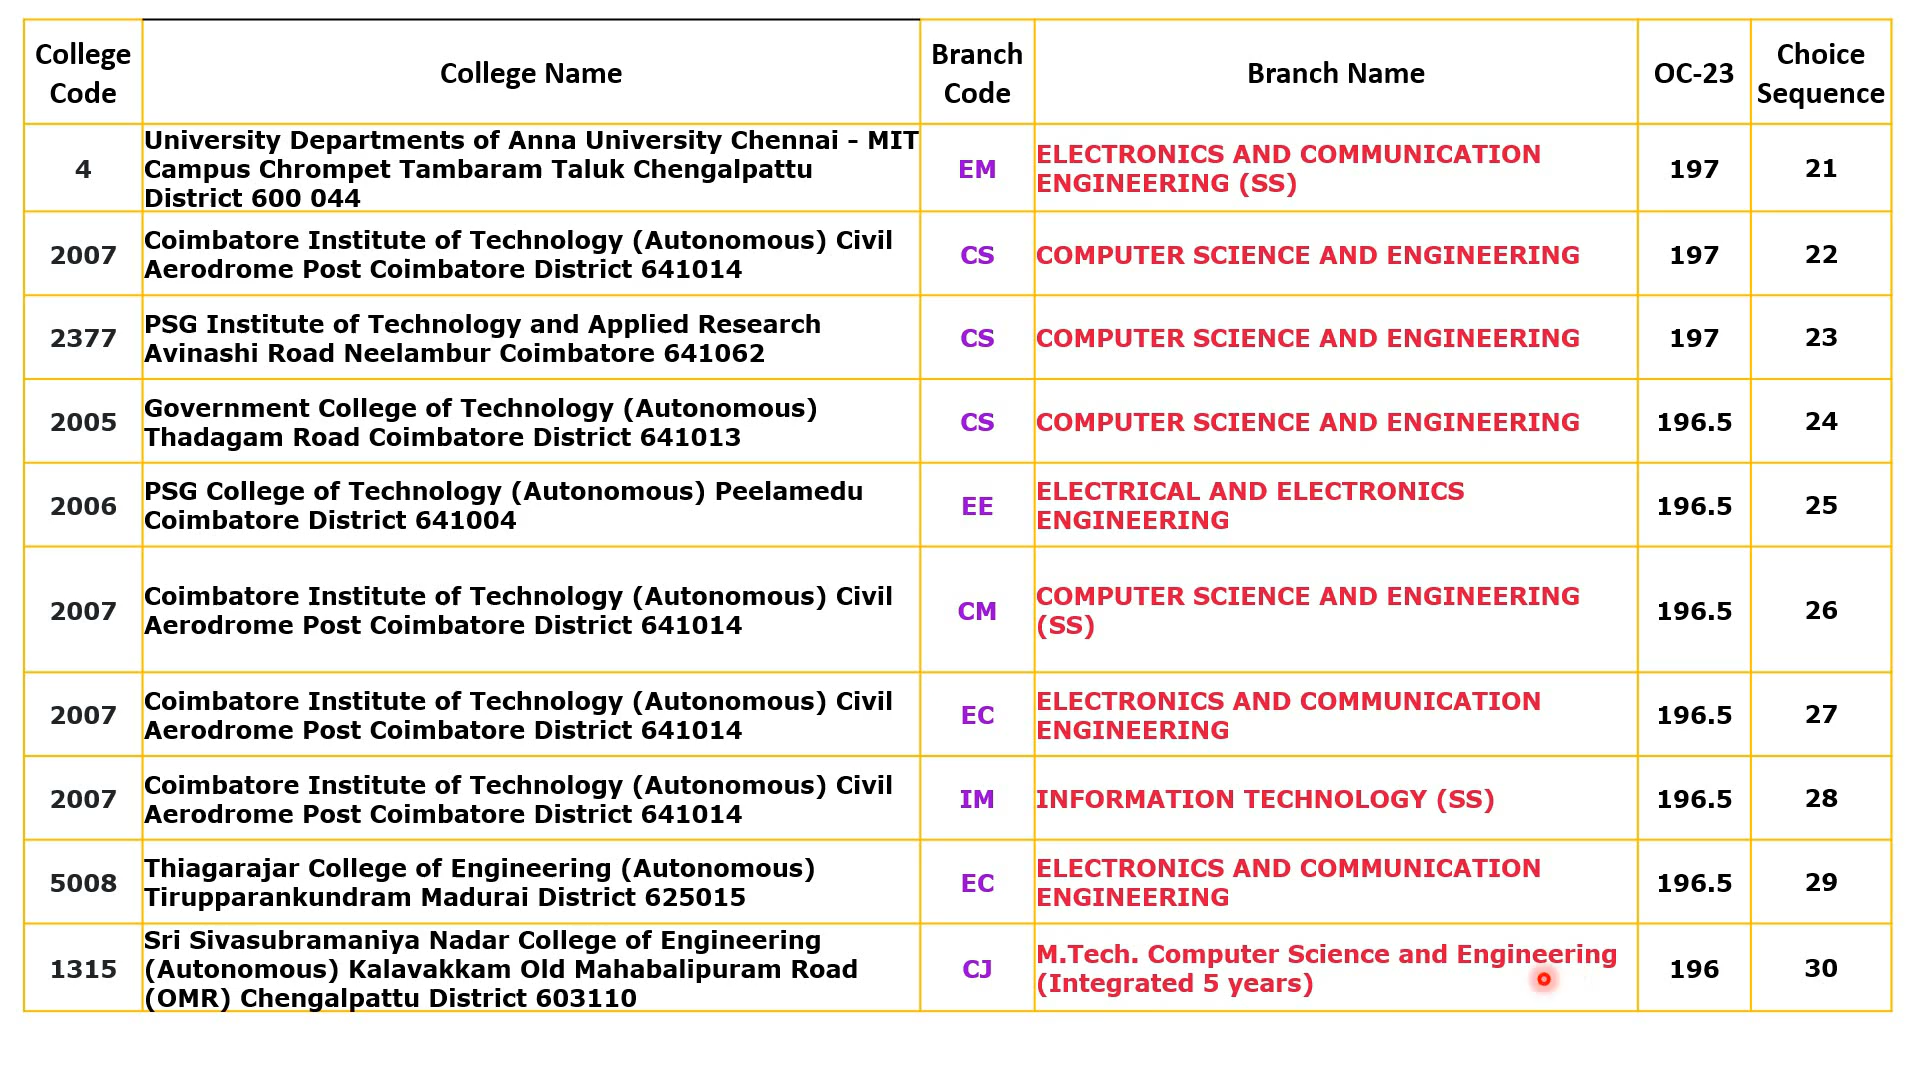 College Code
College Name
Branch Code
Branch Name
OC-23
Choice Sequence
4
University Departments of Anna University Chennai - MIT
Campus Chrompet Tambaram Taluk Chengalpattu
District 600 044
EM
ELECTRONICS AND COMMUNICATION
ENGINEERING (SS)
197
21
2007
Coimbatore Institute of Technology (Autonomous) Civil
Aerodrome Post Coimbatore District 641014
CS
COMPUTER SCIENCE AND ENGINEERING
197
22
2377
PSG Institute of Technology and Applied Research
Avinashi Road Neelambur Coimbatore 641062
CS
COMPUTER SCIENCE AND ENGINEERING
197
23
2005
Government College of Technology (Autonomous)
Thadagam Road Coimbatore District 641013
CS
COMPUTER SCIENCE AND ENGINEERING
196.5
24
2006
PSG College of Technology (Autonomous) Peelamedu
Coimbatore District 641004
EE
ELECTRICAL AND ELECTRONICS
ENGINEERING
196.5
25
2007
Coimbatore Institute of Technology (Autonomous) Civil
Aerodrome Post Coimbatore District 641014
CM
COMPUTER SCIENCE AND ENGINEERING
(SS)
196.5
26
2007
Coimbatore Institute of Technology (Autonomous) Civil
Aerodrome Post Coimbatore District 641014
EC
ELECTRONICS AND COMMUNICATION
ENGINEERING
196.5
27
2007
Coimbatore Institute of Technology (Autonomous) Civil
Aerodrome Post Coimbatore District 641014
IM
INFORMATION TECHNOLOGY (SS)
196.5
28
5008
Thiagarajar College of Engineering (Autonomous)
Tirupparankundram Madurai District 625015
EC
ELECTRONICS AND COMMUNICATION
ENGINEERING
196.5
29
1315
Sri Sivasubramaniya Nadar College of Engineering
(Autonomous) Kalavakkam Old Mahabalipuram Road
(OMR) Chengalpattu District 603110
CJ
M.Tech. Computer Science and Engineering
(Integrated 5 years)
196
30